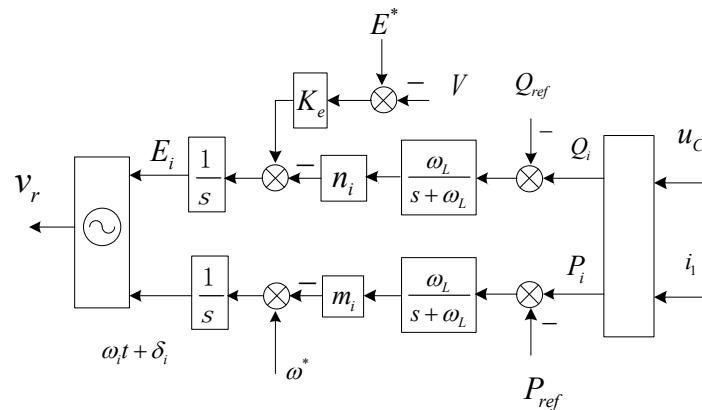 E*
K_e
−
V
Q_ref
−
E_i
1/s
−
n_i
ω_L/(s+ω_L)
Q_i
u_C
v_r
1/s
−
m_i
ω_L/(s+ω_L)
P_i
i_1
−
ω_i t+δ_i
ω*
P_ref